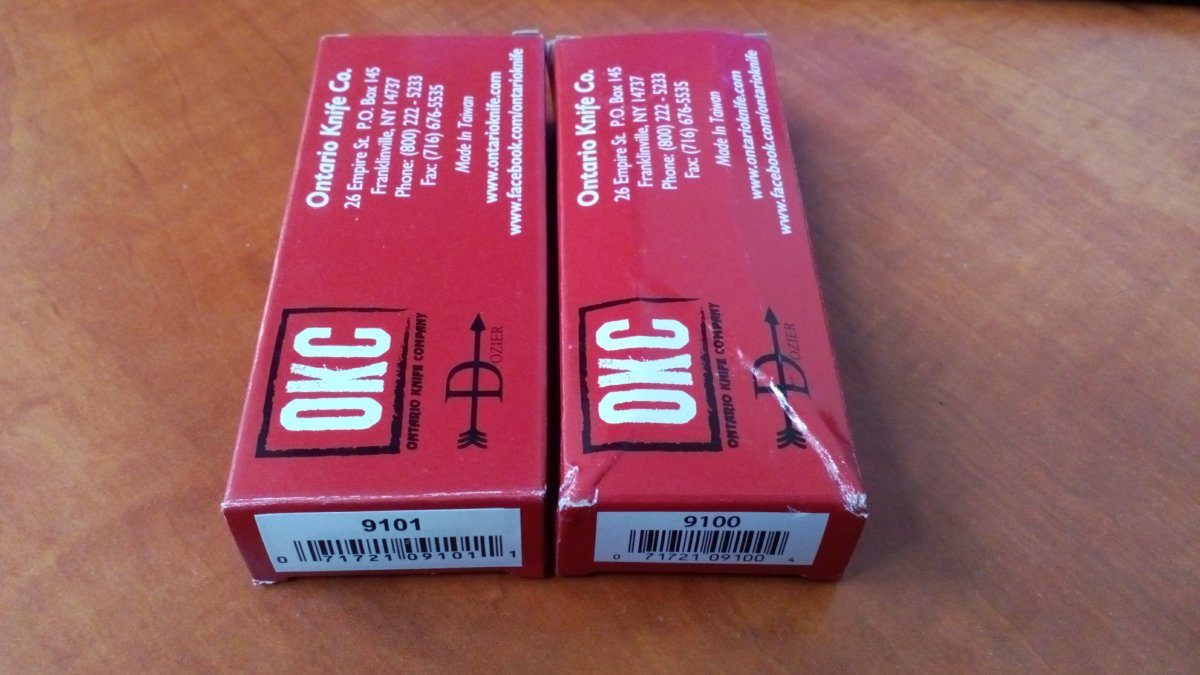 Ontario Knife Co.
26 Empire St. P.O. Box 145
Franklinville, NY 14737
Phone: (800) 222 - 5233
Fax: (716) 676-5535
Made In Taiwan
www.ontarioknife.com
www.facebook.com/ontarioknife
OKC
ONTARIO KNIFE COMPANY
DOZIER
9101
0 71721 09101 1
Ontario Knife Co.
26 Empire St. P.O. Box 145
Franklinville, NY 14737
Phone: (800) 222 - 5233
Fax: (716) 676-5535
Made In Taiwan
www.ontarioknife.com
www.facebook.com/ontarioknife
OKC
ONTARIO KNIFE COMPANY
DOZIER
9100
0 71721 09100 4